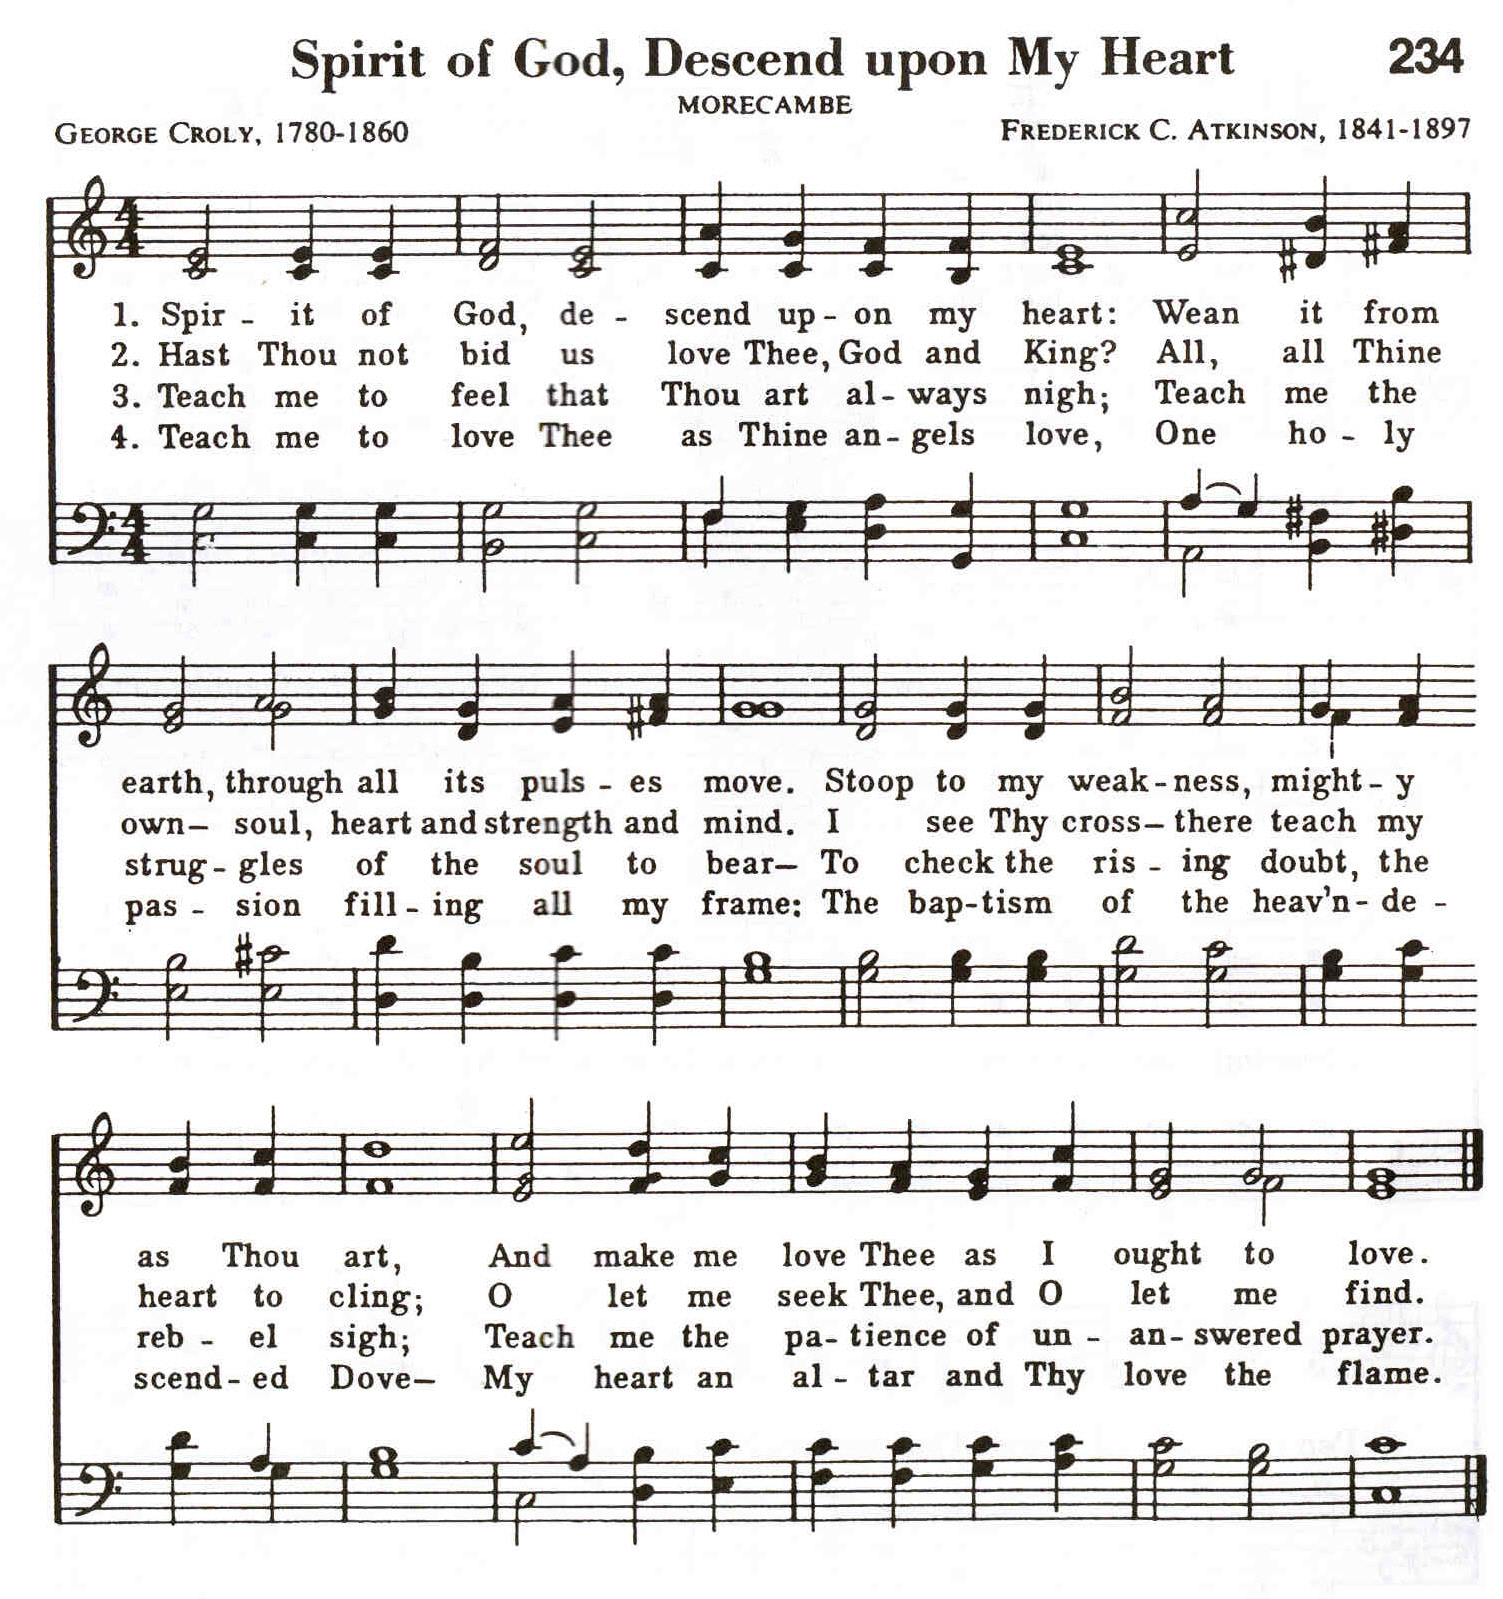 Spirit of God, Descend upon My Heart 234
MORECAMBE
GEORGE CROLY, 1780-1860 FREDERICK C. ATKINSON, 1841-1897
1. Spir - it of God, de - scend up - on my heart: Wean it from
2. Hast Thou not bid us love Thee, God and King? All, all Thine
3. Teach me to feel that Thou art al - ways nigh; Teach me the
4. Teach me to love Thee as Thine an - gels love, One ho - ly
earth, through all its puls - es move. Stoop to my weak - ness, might - y
own— soul, heart and strength and mind. I see Thy cross— there teach my
strug - gles of the soul to bear— To check the ris - ing doubt, the
pas - sion fill - ing all my frame: The bap - tism of the heav'n - de -
as Thou art, And make me love Thee as I ought to love.
heart to cling; O let me seek Thee, and O let me find.
reb - el sigh; Teach me the pa - tience of un - an - swered prayer.
scend - ed Dove— My heart an al - tar and Thy love the flame.